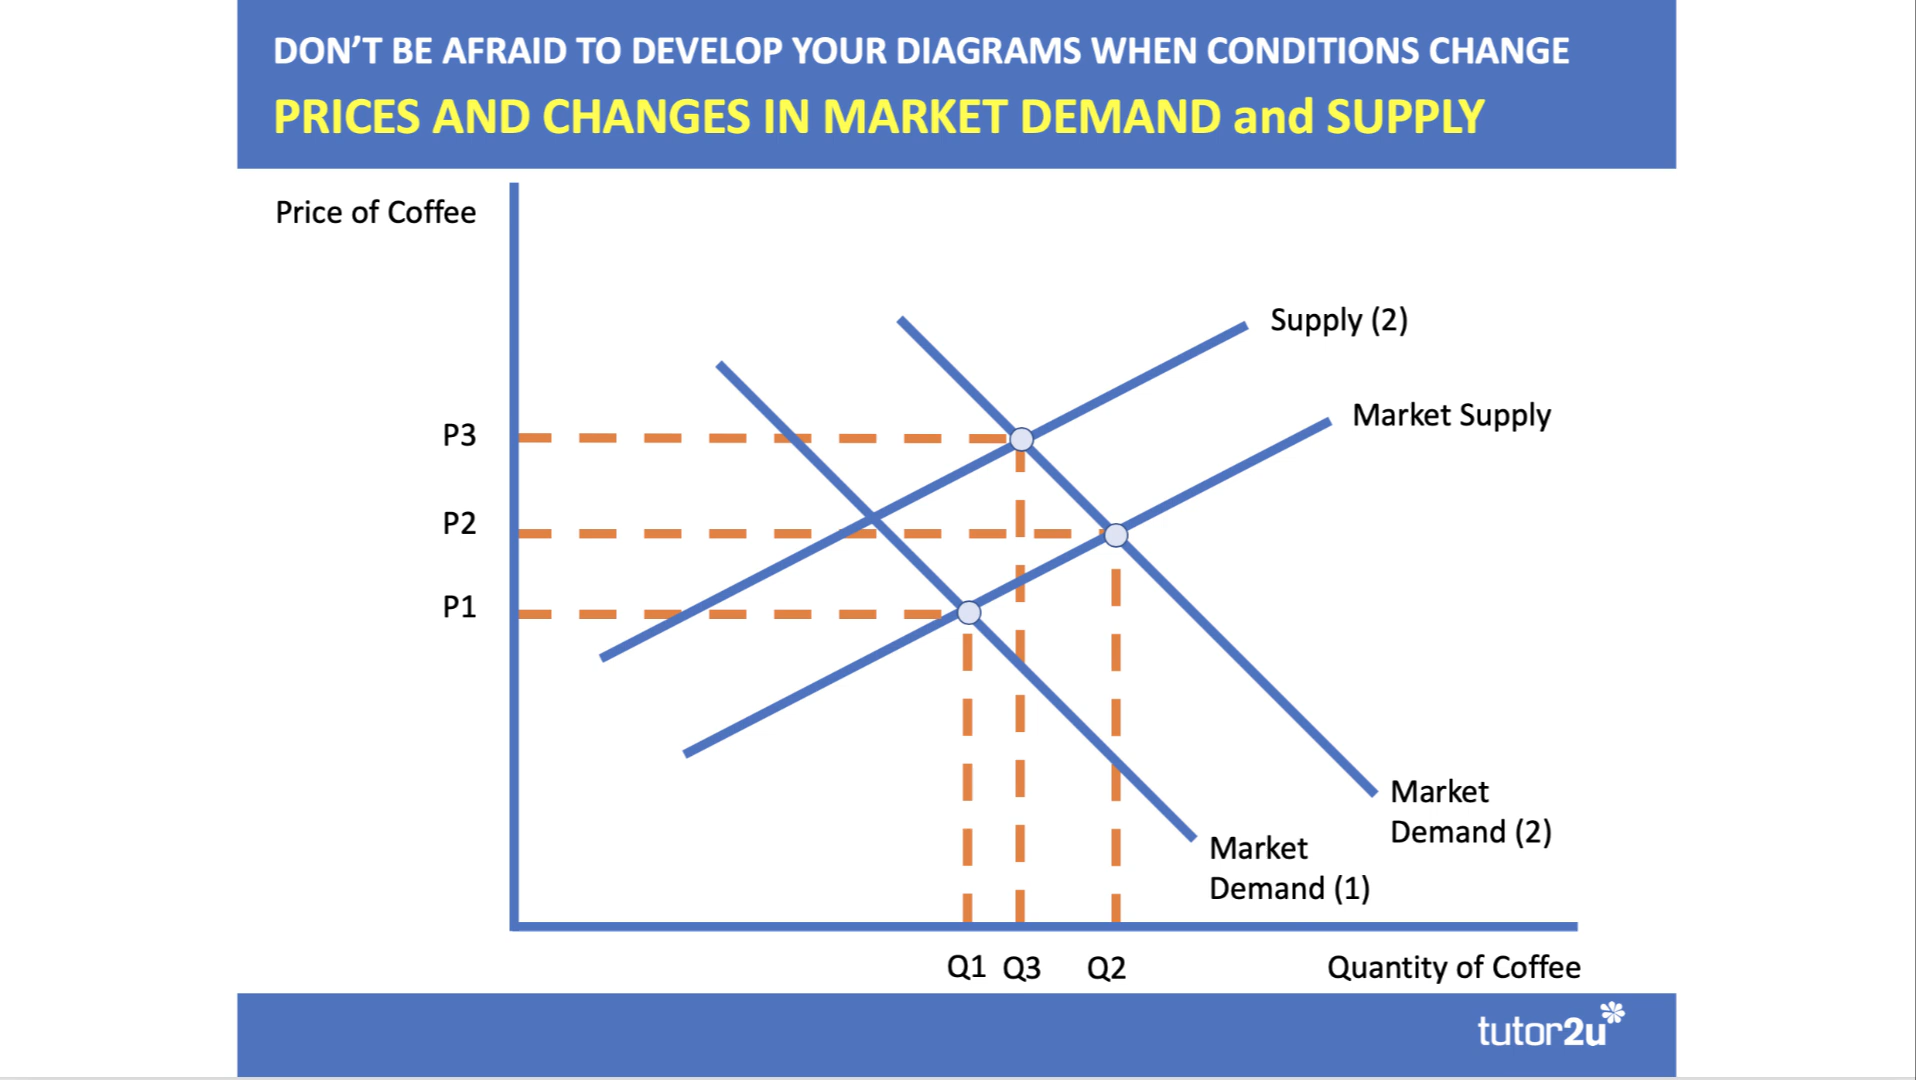 DON’T BE AFRAID TO DEVELOP YOUR DIAGRAMS WHEN CONDITIONS CHANGE
PRICES AND CHANGES IN MARKET DEMAND and SUPPLY
Price of Coffee
Supply (2)
Market Supply
P3
P2
P1
Market
Demand (2)
Market
Demand (1)
Q1 Q3 Q2
Quantity of Coffee
tutor2u